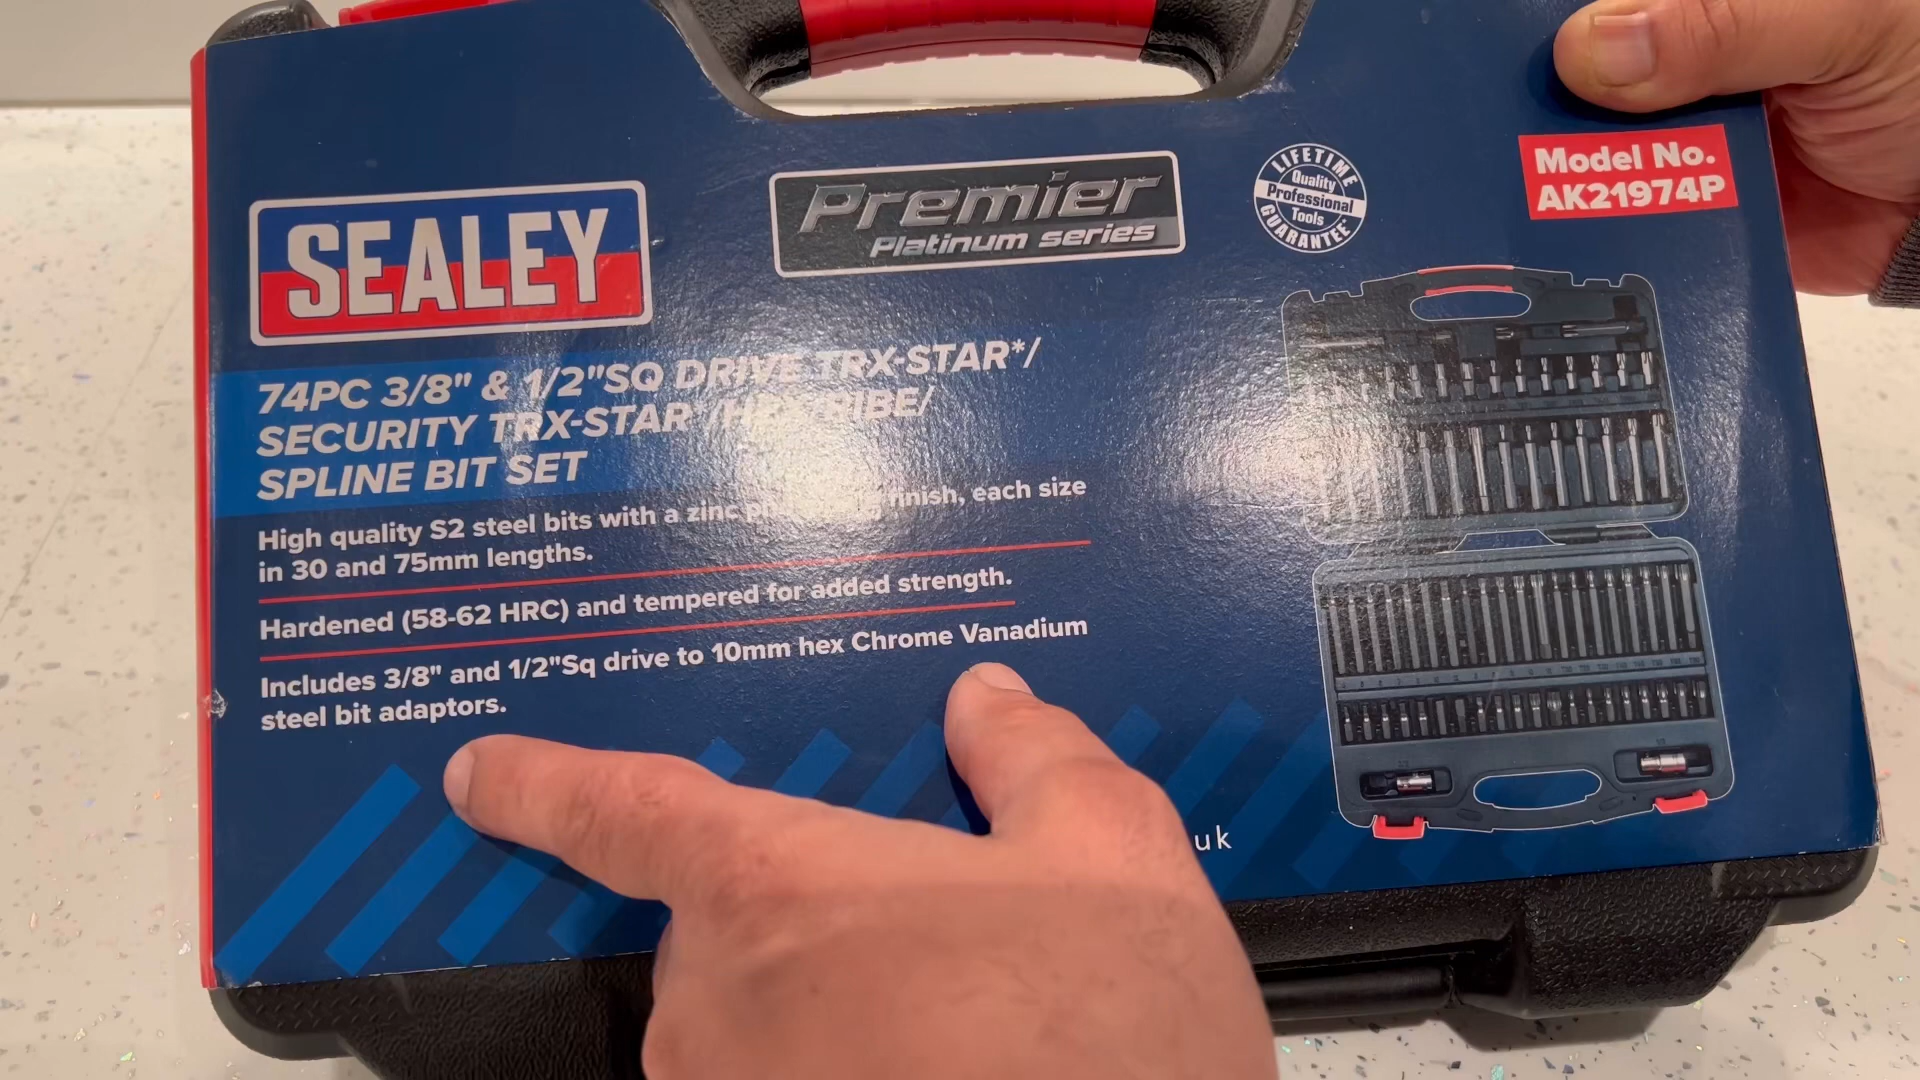 SEALEY
Premier
Platinum series
LIFETIME
Quality
Professional
Tools
GUARANTEE
Model No.
AK21974P
74PC 3/8" & 1/2"SQ DRIVE TRX-STAR*/
SECURITY TRX-STAR
SPLINE BIT SET
High quality S2 steel bits with a zinc finish, each size
in 30 and 75mm lengths.
Hardened (58-62 HRC) and tempered for added strength.
Includes 3/8" and 1/2"Sq drive to 10mm hex Chrome Vanadium
steel bit adaptors.
uk